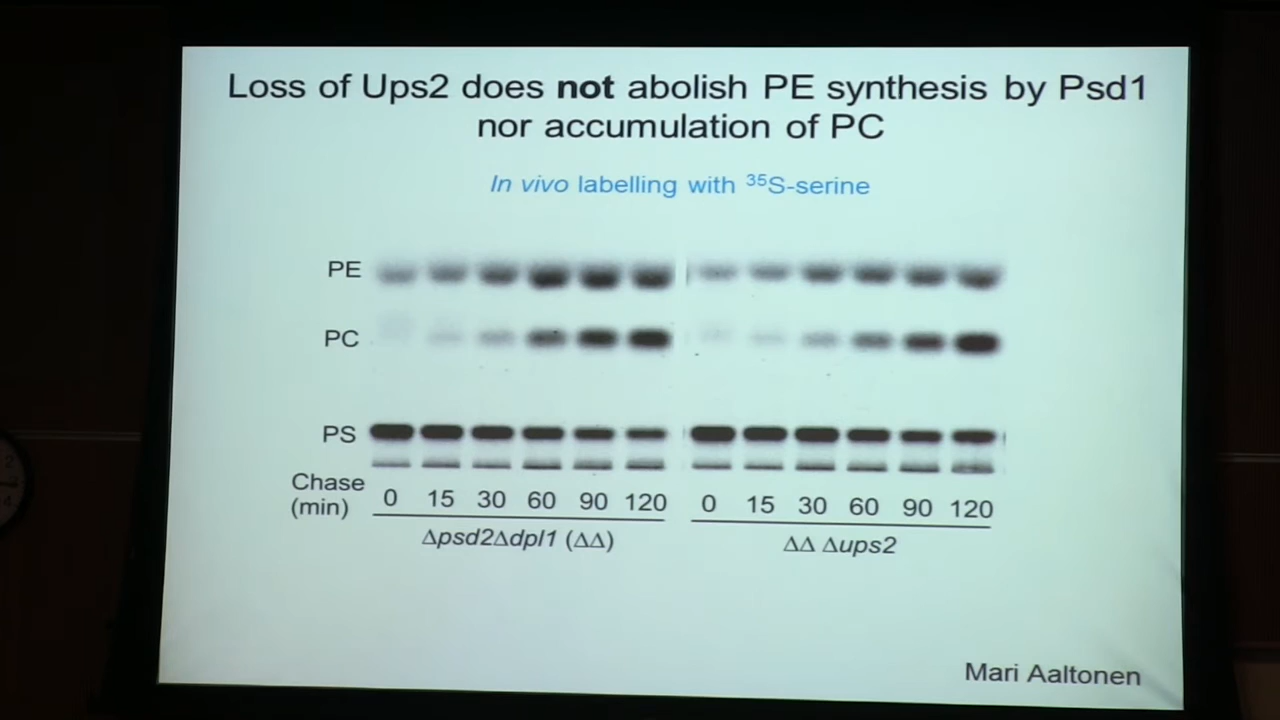 Loss of Ups2 does not abolish PE synthesis by Psd1
nor accumulation of PC
In vivo labelling with ³⁵S-serine
PE
PC
PS
Chase
(min)
0 15 30 60 90 120 0 15 30 60 90 120
Δpsd2Δdpl1 (ΔΔ) ΔΔ Δups2
Mari Aaltonen